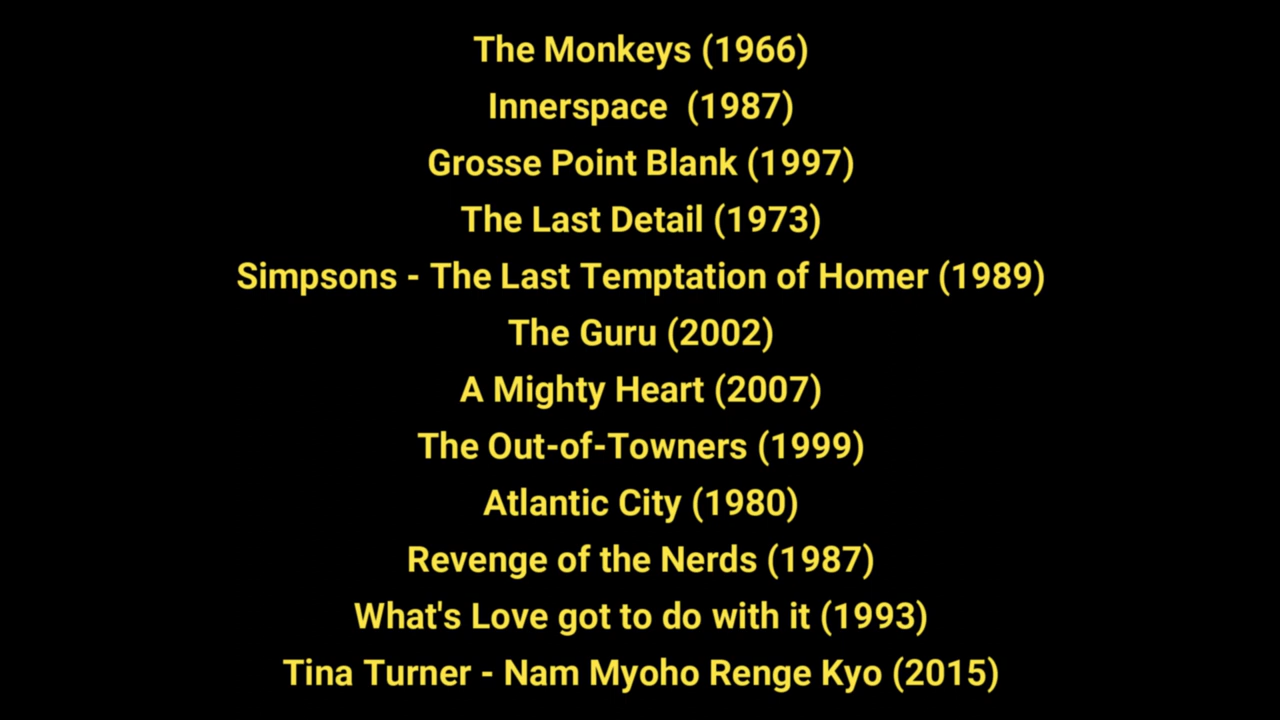 The Monkeys (1966)
Innerspace  (1987)
Grosse Point Blank (1997)
The Last Detail (1973)
Simpsons - The Last Temptation of Homer (1989)
The Guru (2002)
A Mighty Heart (2007)
The Out-of-Towners (1999)
Atlantic City (1980)
Revenge of the Nerds (1987)
What's Love got to do with it (1993)
Tina Turner - Nam Myoho Renge Kyo (2015)